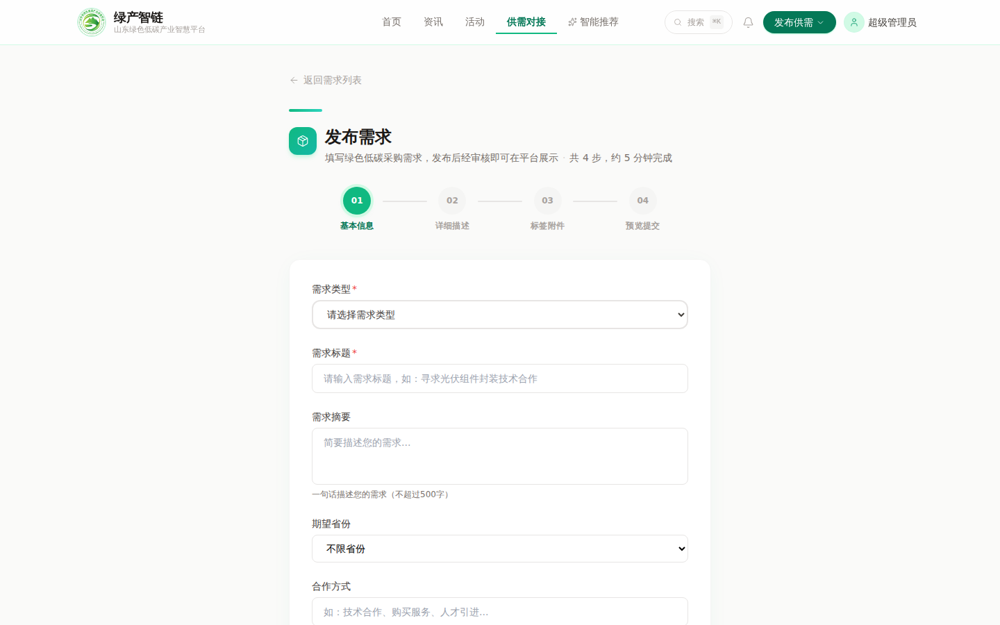 绿产智链
山东绿色低碳产业智慧平台
首页
资讯
活动
供需对接
智能推荐
搜索
⌘K
发布供需
超级管理员
返回需求列表
发布需求
填写绿色低碳采购需求，发布后经审核即可在平台展示 · 共 4 步，约 5 分钟完成
01
02
03
04
基本信息
详细描述
标签附件
预览提交
需求类型*
请选择需求类型
需求标题*
请输入需求标题，如：寻求光伏组件封装技术合作
需求摘要
简要描述您的需求...
一句话描述您的需求（不超过500字）
期望省份
不限省份
合作方式
如：技术合作、购买服务、人才引进...